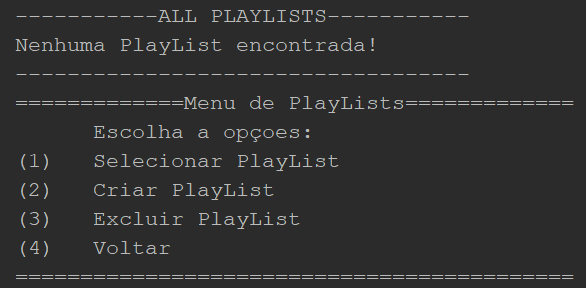 -----------ALL PLAYLISTS-----------
Nenhuma PlayList encontrada!
-----------------------------------
=============Menu de PlayLists=============
Escolha a opçoes:
(1) Selecionar PlayList
(2) Criar PlayList
(3) Excluir PlayList
(4) Voltar
===========================================